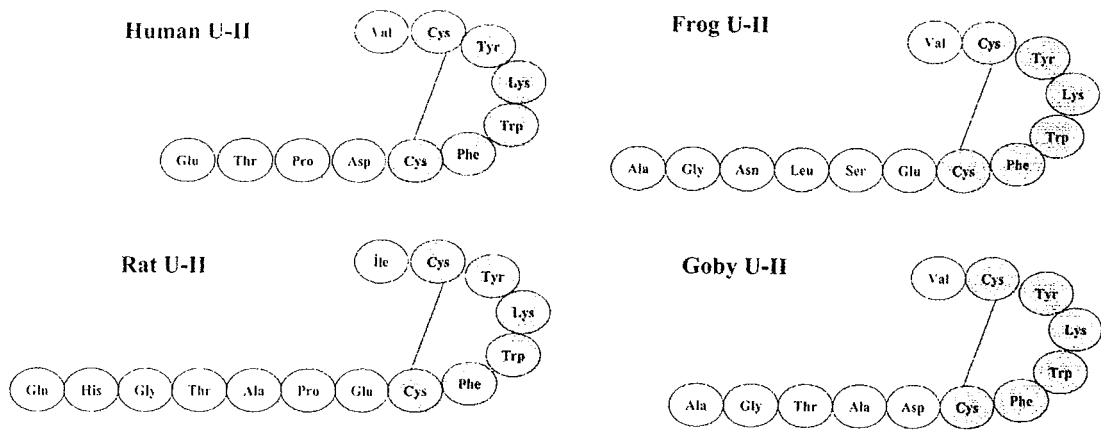 Human U-II
Val Cys Tyr Lys Trp Phe Cys Asp Pro Thr Glu
Frog U-II
Val Cys Tyr Lys Trp Phe Cys Glu Ser Leu Asn Gly Ala
Rat U-II
Ile Cys Tyr Lys Trp Phe Cys Glu Pro Ala Thr Gly His Gln
Goby U-II
Val Cys Tyr Lys Trp Phe Cys Asp Ala Thr Gly Ala